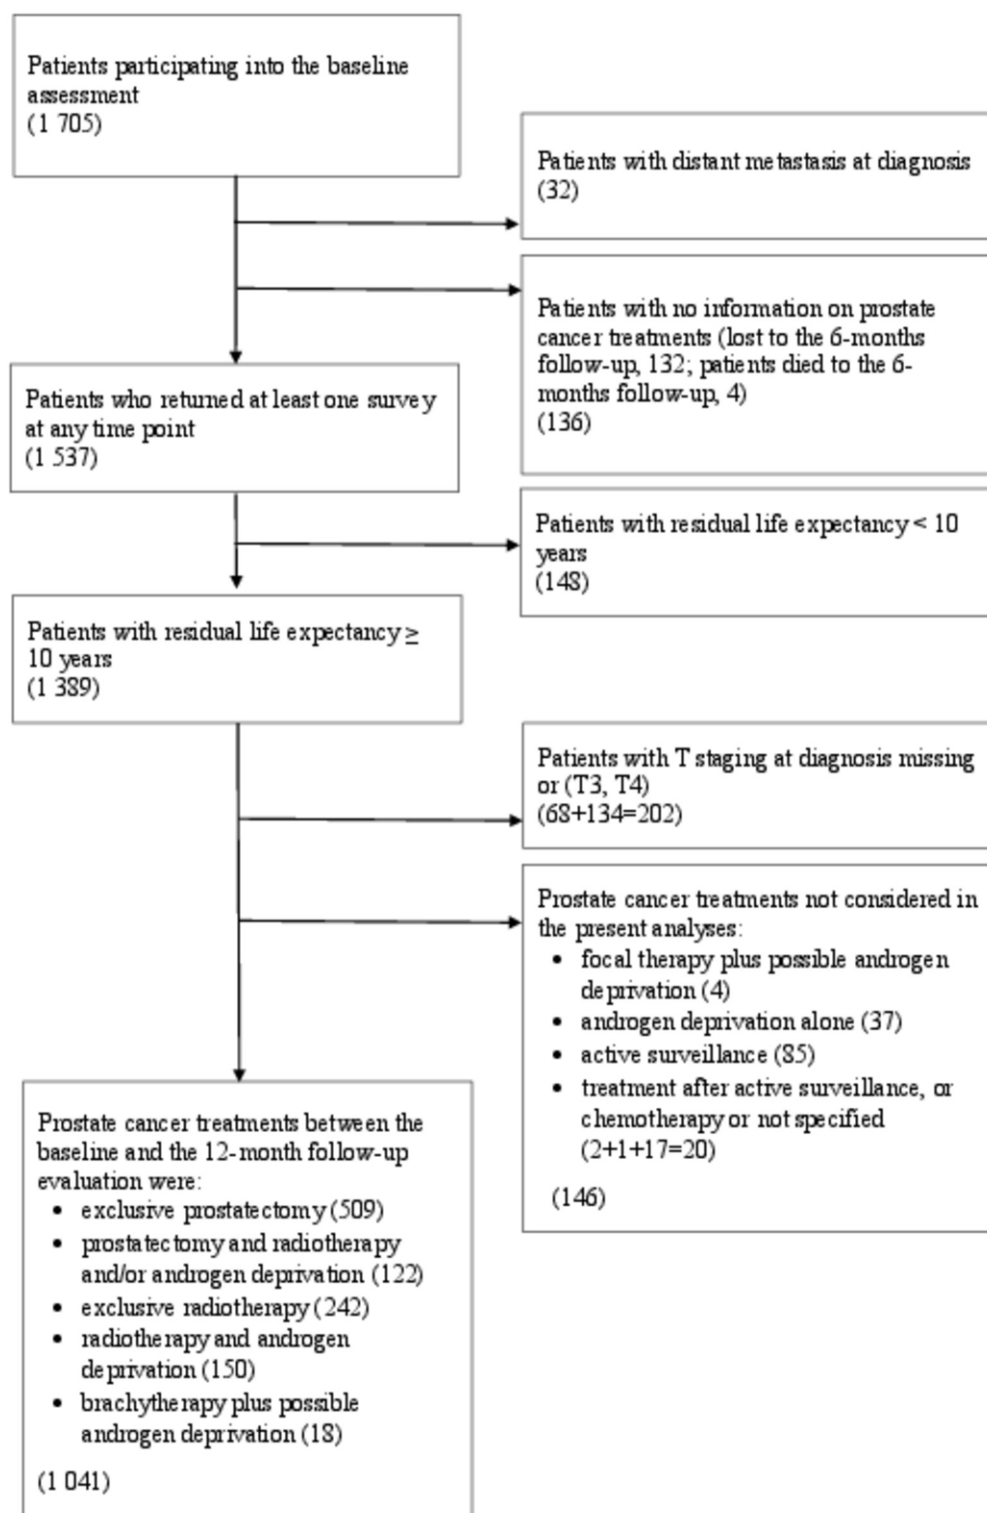 Patients participating into the baseline
assessment
(1 705)
Patients with distant metastasis at diagnosis
(32)
Patients with no information on prostate
cancer treatments (lost to the 6-months
follow-up, 132; patients died to the 6-
months follow-up, 4)
(136)
Patients who returned at least one survey
at any time point
(1 537)
Patients with residual life expectancy < 10
years
(148)
Patients with residual life expectancy ≥
10 years
(1 389)
Patients with T staging at diagnosis missing
or (T3, T4)
(68+134=202)
Prostate cancer treatments not considered in
the present analyses:
• focal therapy plus possible androgen
deprivation (4)
• androgen deprivation alone (37)
• active surveillance (85)
• treatment after active surveillance, or
chemotherapy or not specified
(2+1+17=20)
(146)
Prostate cancer treatments between the
baseline and the 12-month follow-up
evaluation were:
• exclusive prostatectomy (509)
• prostatectomy and radiotherapy
and/or androgen deprivation (122)
• exclusive radiotherapy (242)
• radiotherapy and androgen
deprivation (150)
• brachytherapy plus possible
androgen deprivation (18)
(1 041)